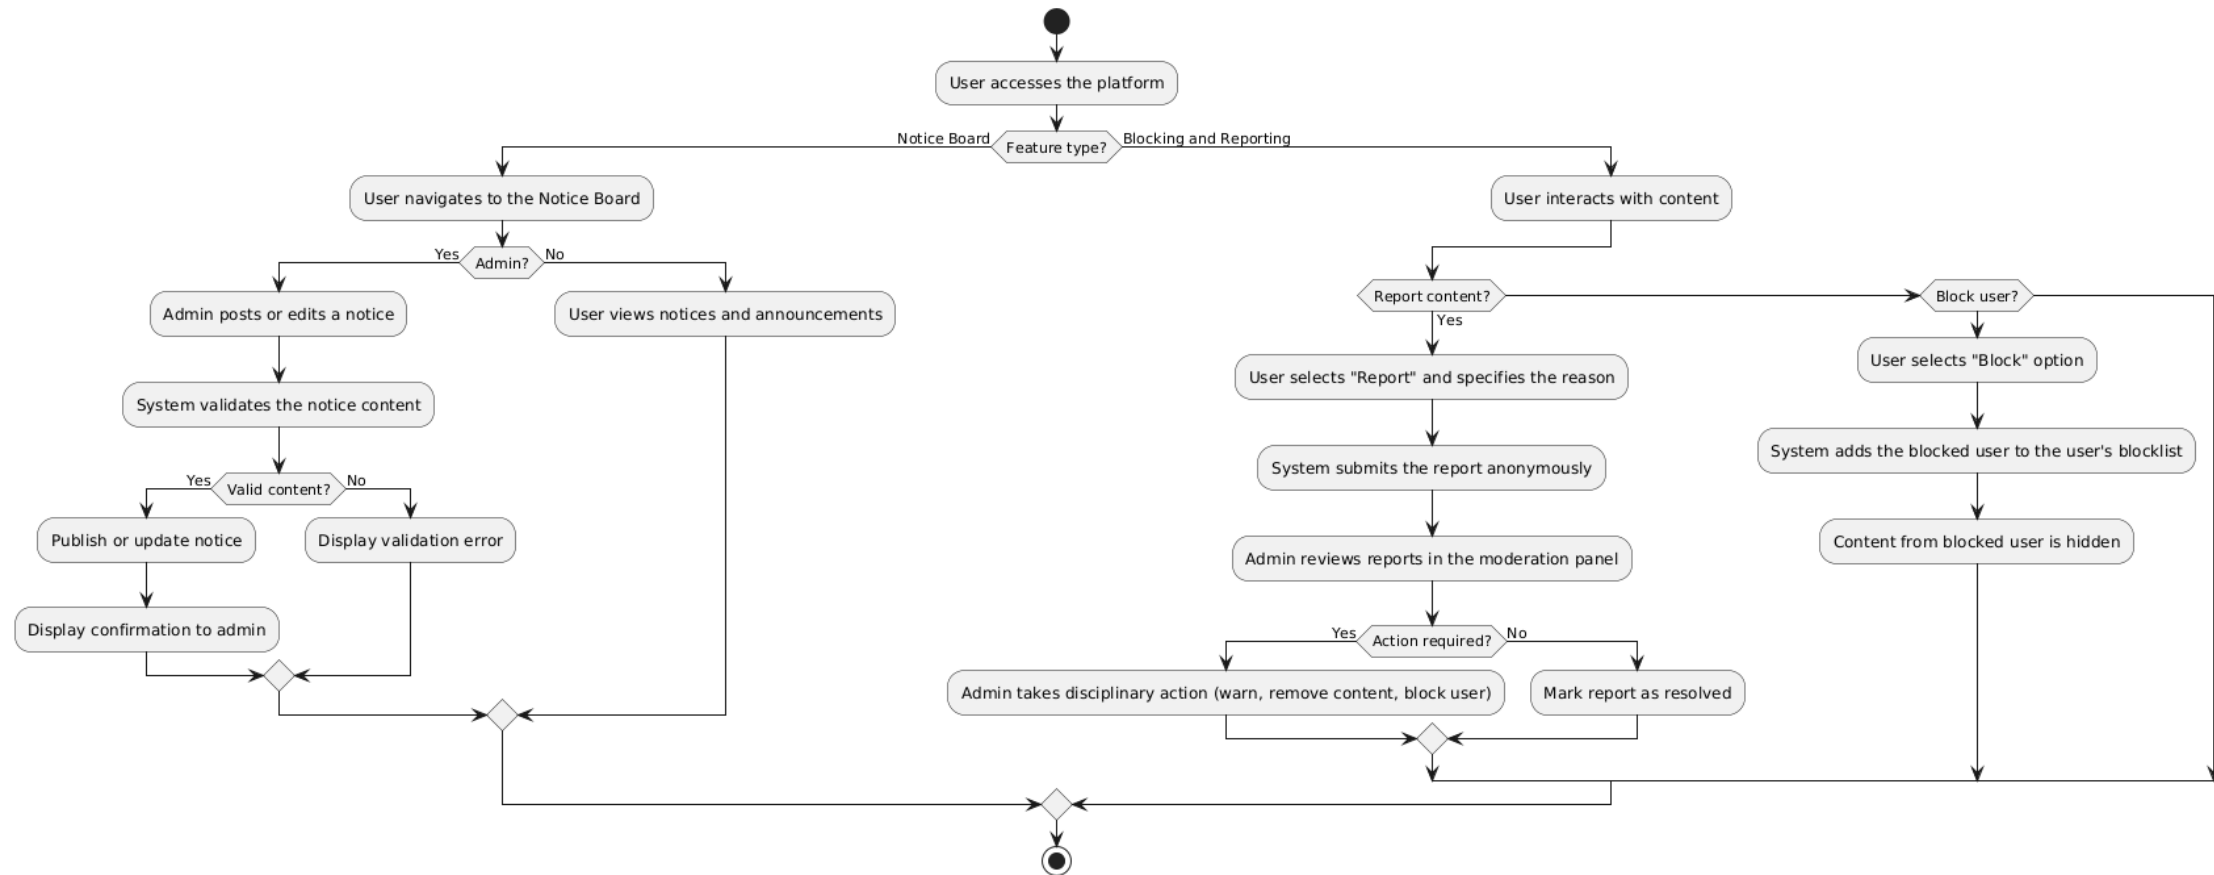 User accesses the platform
Notice Board
Feature type?
Blocking and Reporting
User navigates to the Notice Board
Yes
Admin?
No
Admin posts or edits a notice
User views notices and announcements
System validates the notice content
Yes
Valid content?
No
Publish or update notice
Display validation error
Display confirmation to admin
User interacts with content
Report content?
Yes
User selects "Report" and specifies the reason
System submits the report anonymously
Admin reviews reports in the moderation panel
Yes
Action required?
No
Admin takes disciplinary action (warn, remove content, block user)
Mark report as resolved
Block user?
User selects "Block" option
System adds the blocked user to the user's blocklist
Content from blocked user is hidden